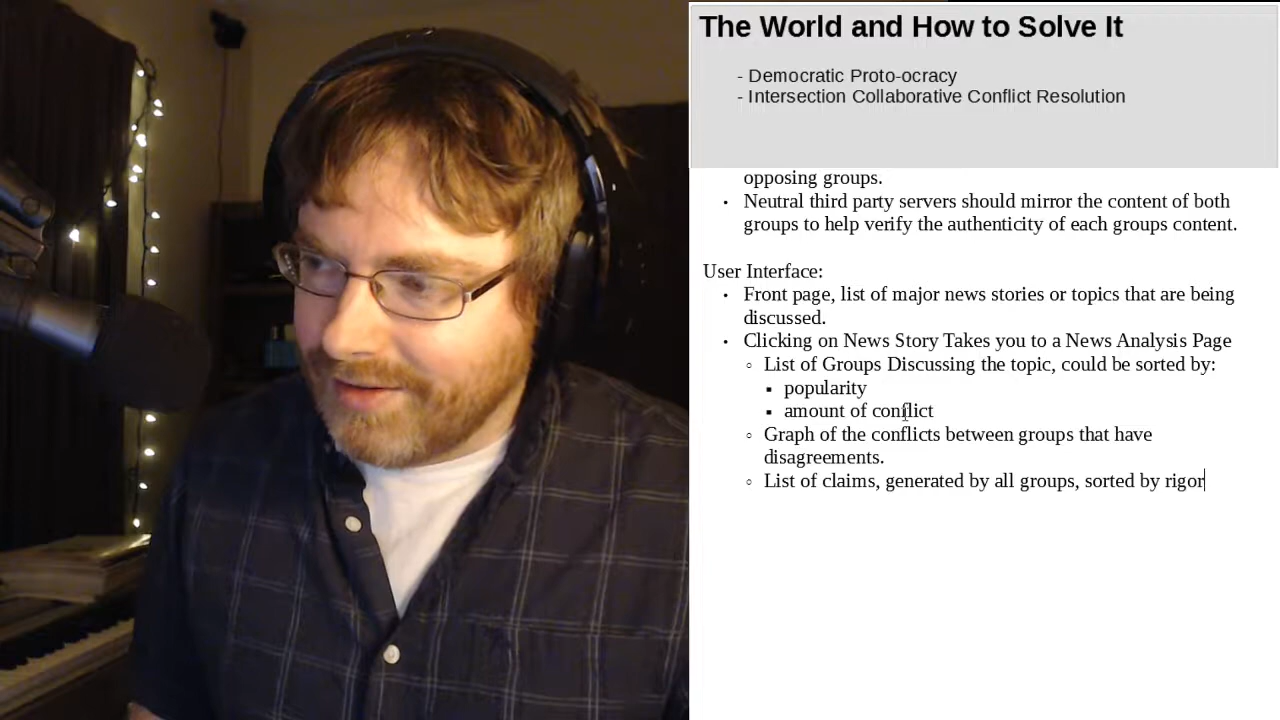 The World and How to Solve It
- Democratic Proto-ocracy
- Intersection Collaborative Conflict Resolution
opposing groups.
• Neutral third party servers should mirror the content of both
groups to help verify the authenticity of each groups content.
User Interface:
• Front page, list of major news stories or topics that are being
discussed.
• Clicking on News Story Takes you to a News Analysis Page
◦ List of Groups Discussing the topic, could be sorted by:
▪ popularity
▪ amount of conflict
◦ Graph of the conflicts between groups that have
disagreements.
◦ List of claims, generated by all groups, sorted by rigor